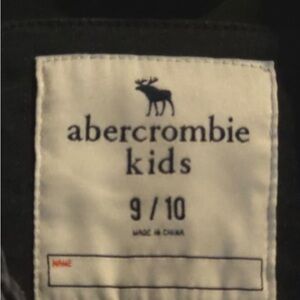 abercrombie
kids
9 / 10
MADE IN CHINA
NAME